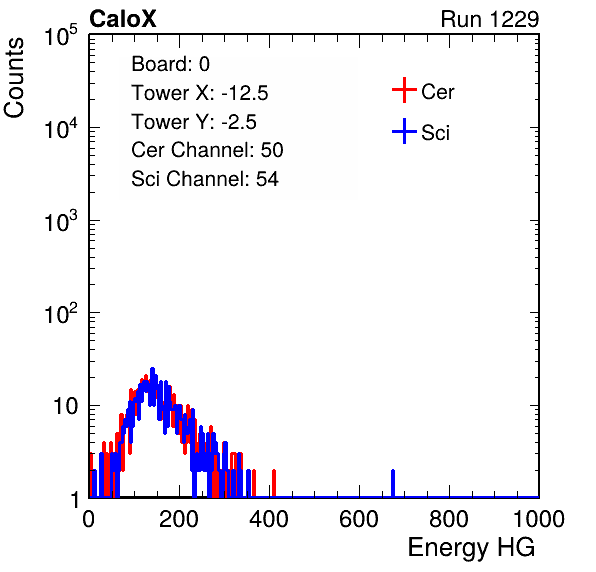 CaloX Run 1229
Counts
Board: 0
Tower X: -12.5
Tower Y: -2.5
Cer Channel: 50
Sci Channel: 54
Cer
Sci
10^5
10^4
10^3
10^2
10
1
0 200 400 600 800 1000
Energy HG